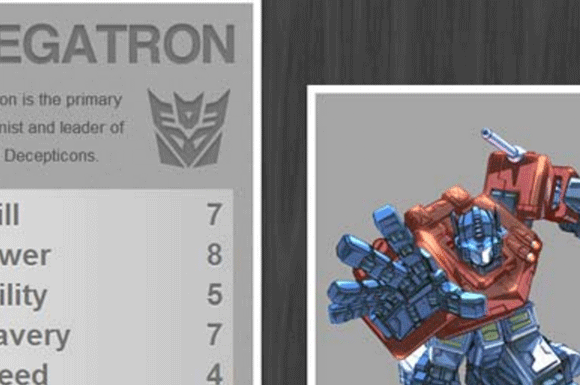 EGATRON
on is the primary
nist and leader of
Decepticons.
ill 7
wer 8
ility 5
avery 7
eed 4